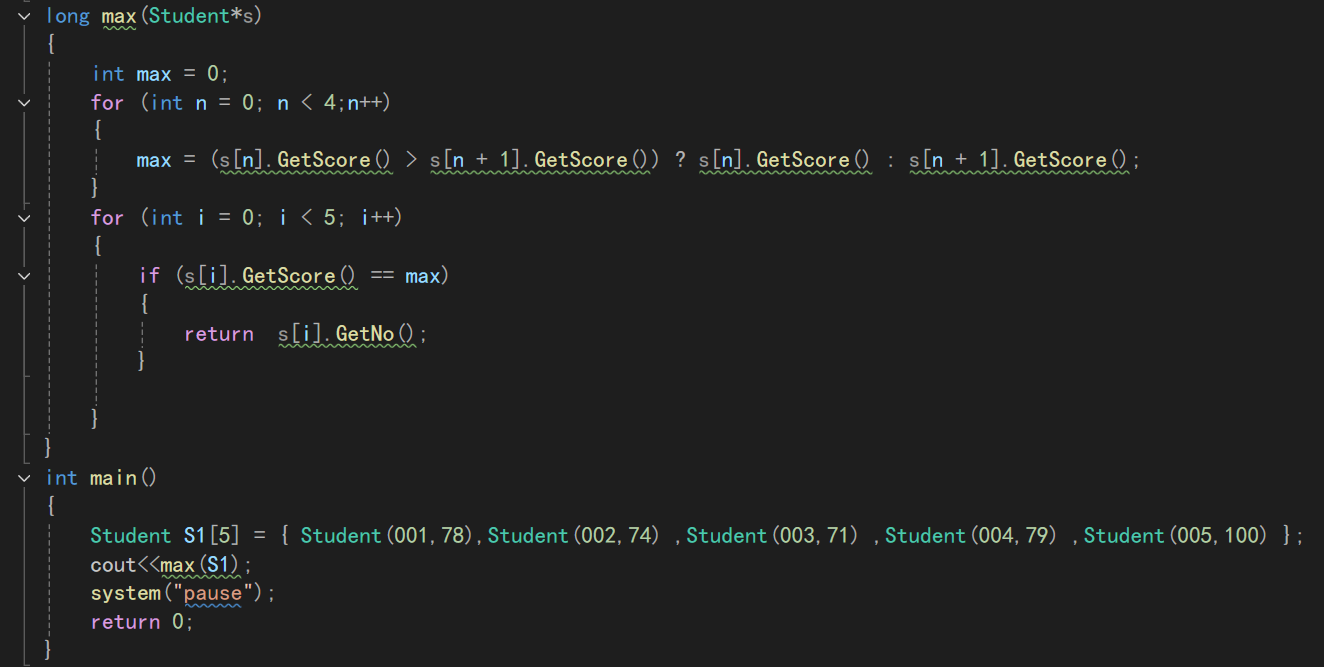 long max(Student*s)
{
int max = 0;
for (int n = 0; n < 4;n++)
{
max = (s[n].GetScore() > s[n + 1].GetScore()) ? s[n].GetScore() : s[n + 1].GetScore();
}
for (int i = 0; i < 5; i++)
{
if (s[i].GetScore() == max)
{
return  s[i].GetNo();
}
}
}
int main()
{
Student S1[5] = { Student(001,78),Student(002,74) ,Student(003,71) ,Student(004,79) ,Student(005,100) };
cout<<max(S1);
system("pause");
return 0;
}